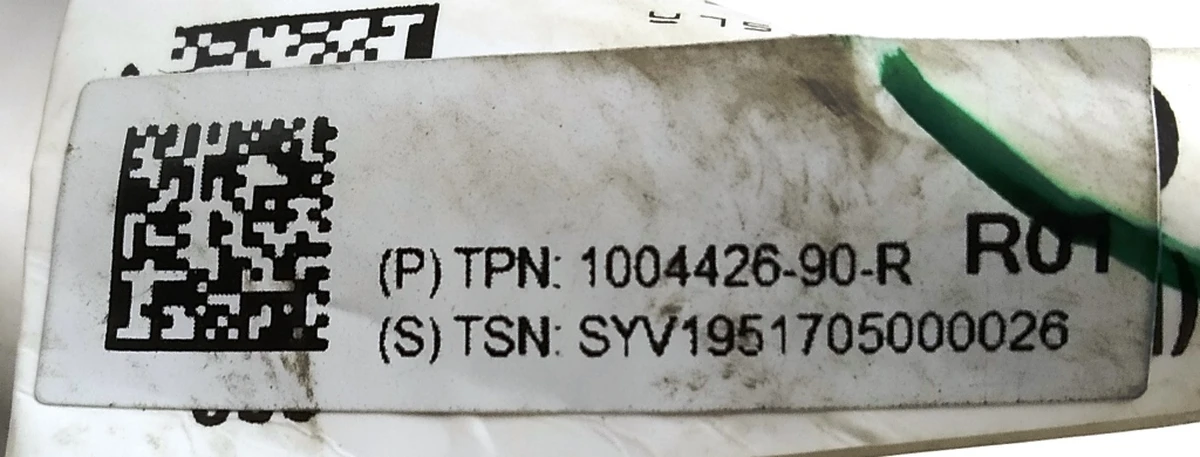 R01
(P) TPN: 1004426-90-R
(S) TSN: SYV1951705000026